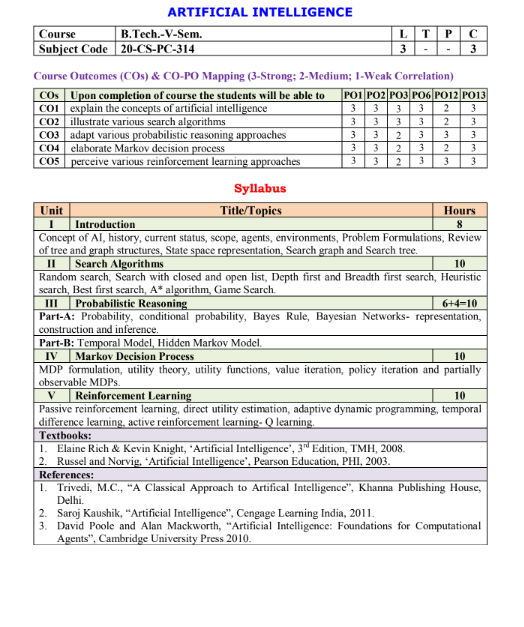 ARTIFICIAL INTELLIGENCE
Course B.Tech.-V-Sem. L T P C
Subject Code 20-CS-PC-314 3 - - 3
Course Outcomes (COs) & CO-PO Mapping (3-Strong; 2-Medium; 1-Weak Correlation)
COs Upon completion of course the students will be able to PO1 PO2 PO3 PO6 PO12 PO13
CO1 explain the concepts of artificial intelligence 3 3 3 3 2 3
CO2 illustrate various search algorithms 3 3 3 3 2 3
CO3 adapt various probabilistic reasoning approaches 3 3 2 3 3 3
CO4 elaborate Markov decision process 3 3 2 3 2 3
CO5 perceive various reinforcement learning approaches 3 3 2 3 3 3
Syllabus
Unit Title/Topics Hours
I Introduction 8
Concept of AI, history, current status, scope, agents, environments, Problem Formulations, Review
of tree and graph structures, State space representation, Search graph and Search tree.
II Search Algorithms 10
Random search, Search with closed and open list, Depth first and Breadth first search, Heuristic
search, Best first search, A* algorithm, Game Search.
III Probabilistic Reasoning 6+4=10
Part-A: Probability, conditional probability, Bayes Rule, Bayesian Networks- representation,
construction and inference.
Part-B: Temporal Model, Hidden Markov Model.
IV Markov Decision Process 10
MDP formulation, utility theory, utility functions, value iteration, policy iteration and partially
observable MDPs.
V Reinforcement Learning 10
Passive reinforcement learning, direct utility estimation, adaptive dynamic programming, temporal
difference learning, active reinforcement learning- Q learning.
Textbooks:
1. Elaine Rich & Kevin Knight, ‘Artificial Intelligence’, 3rd Edition, TMH, 2008.
2. Russel and Norvig, ‘Artificial Intelligence’, Pearson Education, PHI, 2003.
References:
1. Trivedi, M.C., “A Classical Approach to Artifical Intelligence”, Khanna Publishing House,
Delhi.
2. Saroj Kaushik, “Artificial Intelligence”, Cengage Learning India, 2011.
3. David Poole and Alan Mackworth, “Artificial Intelligence: Foundations for Computational
Agents”, Cambridge University Press 2010.